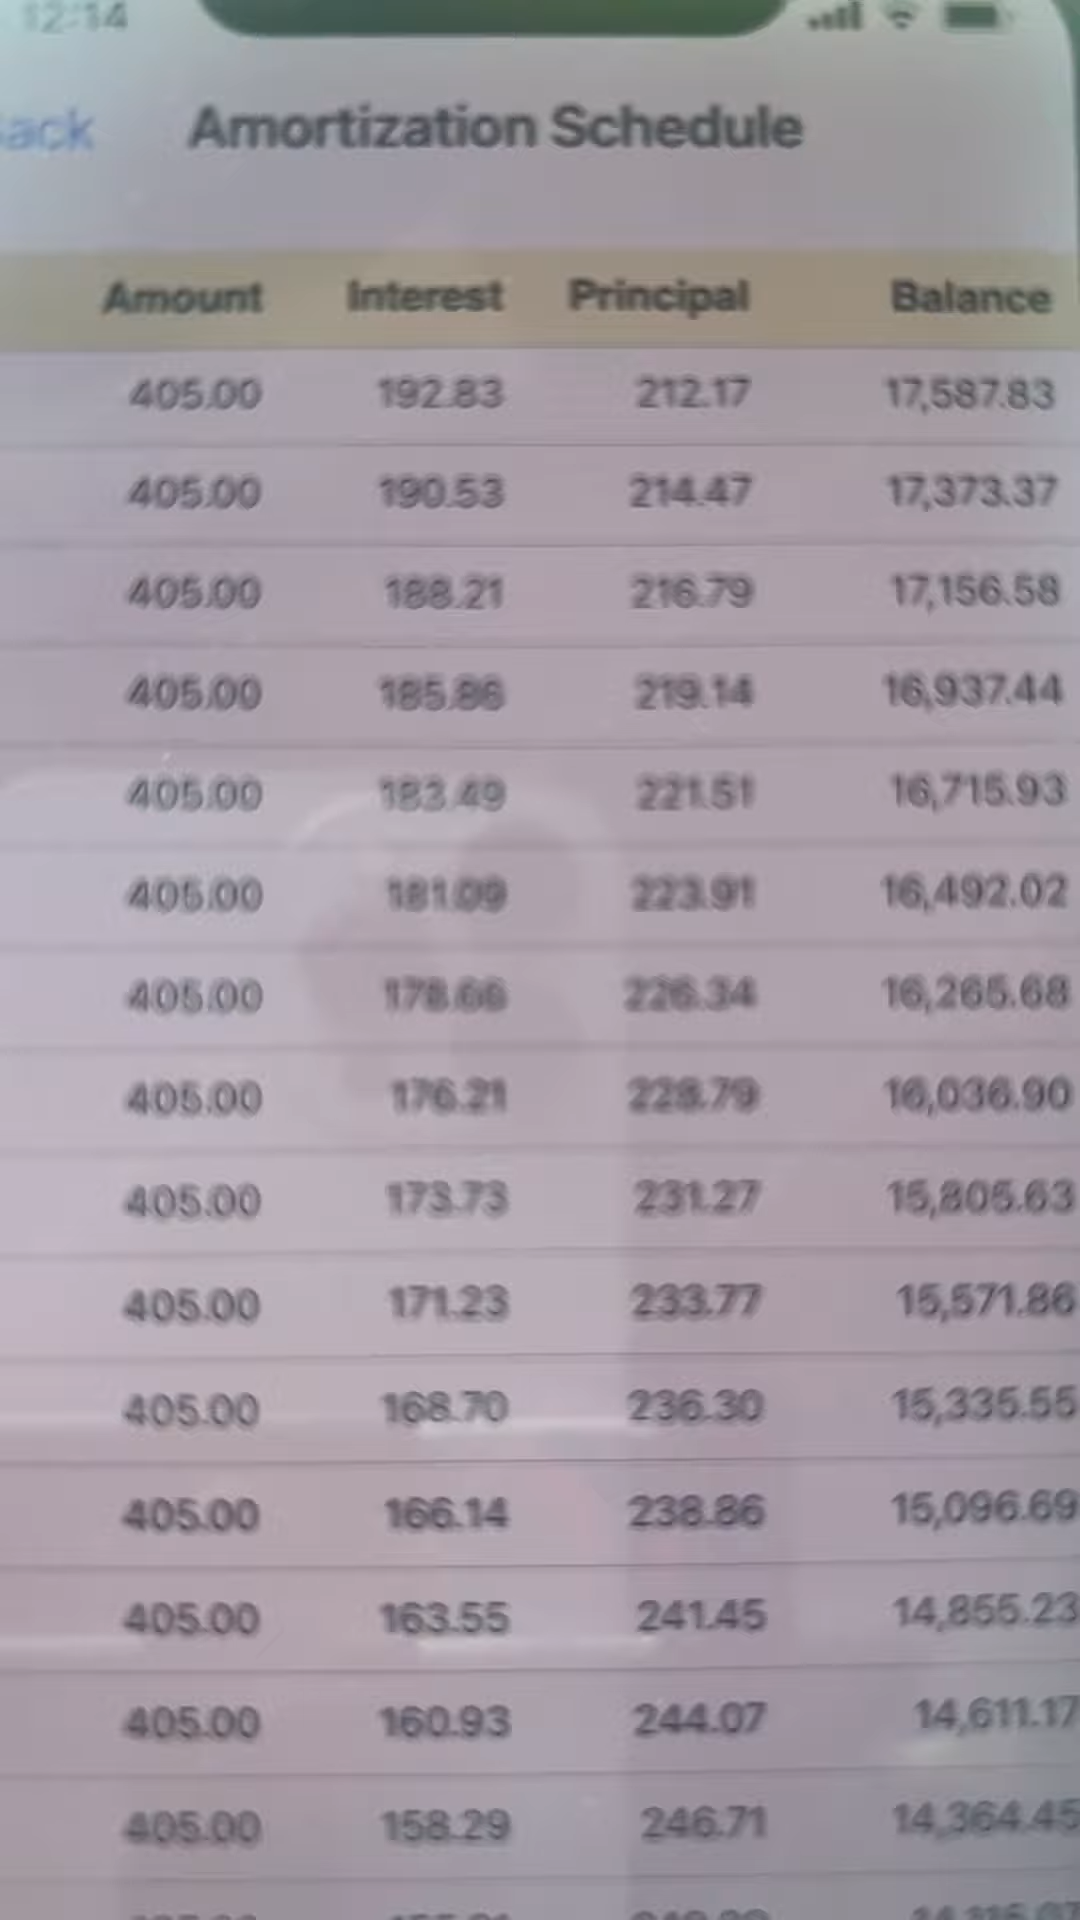 12:14
Back Amortization Schedule
Amount Interest Principal Balance
405.00 192.83 212.17 17,587.83
405.00 190.53 214.47 17,373.37
405.00 188.21 216.79 17,156.58
405.00 185.86 219.14 16,937.44
405.00 183.49 221.51 16,715.93
405.00 181.09 223.91 16,492.02
405.00 178.66 226.34 16,265.68
405.00 176.21 228.79 16,036.90
405.00 173.73 231.27 15,805.63
405.00 171.23 233.77 15,571.86
405.00 168.70 236.30 15,335.55
405.00 166.14 238.86 15,096.69
405.00 163.55 241.45 14,855.23
405.00 160.93 244.07 14,611.17
405.00 158.29 246.71 14,364.45